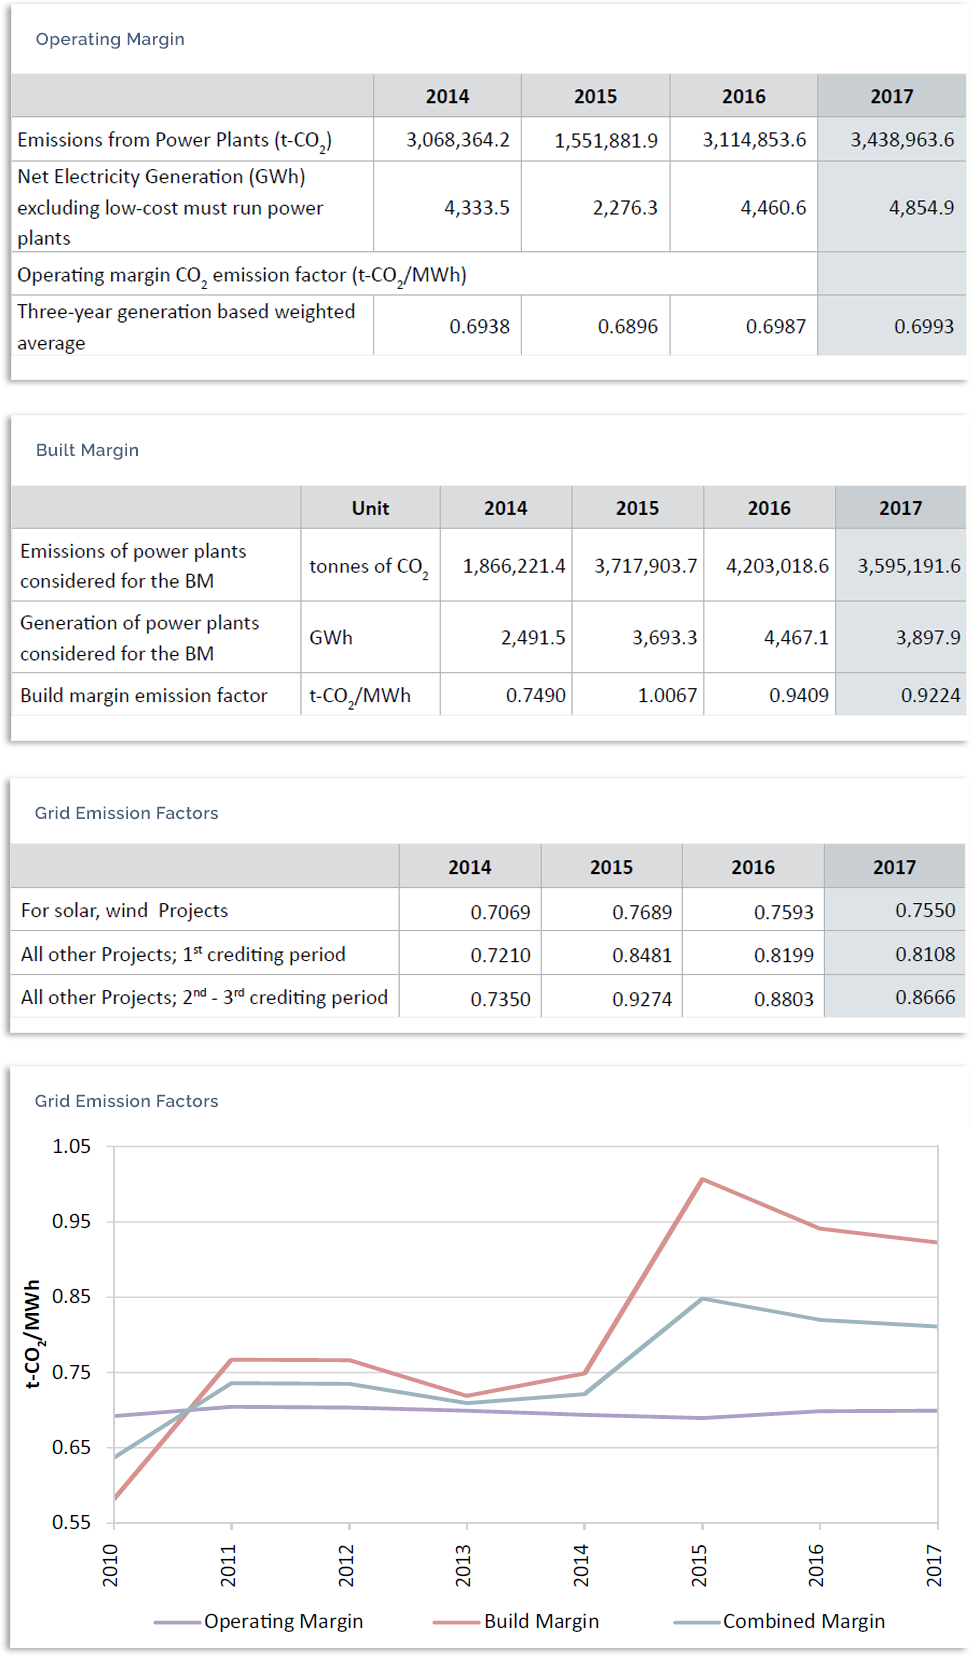 Operating Margin
2014 2015 2016 2017
Emissions from Power Plants (t-CO₂) 3,068,364.2 1,551,881.9 3,114,853.6 3,438,963.6
Net Electricity Generation (GWh)
excluding low-cost must run power 4,333.5 2,276.3 4,460.6 4,854.9
plants
Operating margin CO₂ emission factor (t-CO₂/MWh)
Three-year generation based weighted
average 0.6938 0.6896 0.6987 0.6993
Built Margin
Unit 2014 2015 2016 2017
Emissions of power plants
considered for the BM tonnes of CO₂ 1,866,221.4 3,717,903.7 4,203,018.6 3,595,191.6
Generation of power plants
considered for the BM GWh 2,491.5 3,693.3 4,467.1 3,897.9
Build margin emission factor t-CO₂/MWh 0.7490 1.0067 0.9409 0.9224
Grid Emission Factors
2014 2015 2016 2017
For solar, wind Projects 0.7069 0.7689 0.7593 0.7550
All other Projects; 1st crediting period 0.7210 0.8481 0.8199 0.8108
All other Projects; 2nd - 3rd crediting period 0.7350 0.9274 0.8803 0.8666
Grid Emission Factors
t-CO₂/MWh
1.05
0.95
0.85
0.75
0.65
0.55
2010 2011 2012 2013 2014 2015 2016 2017
Operating Margin Build Margin Combined Margin